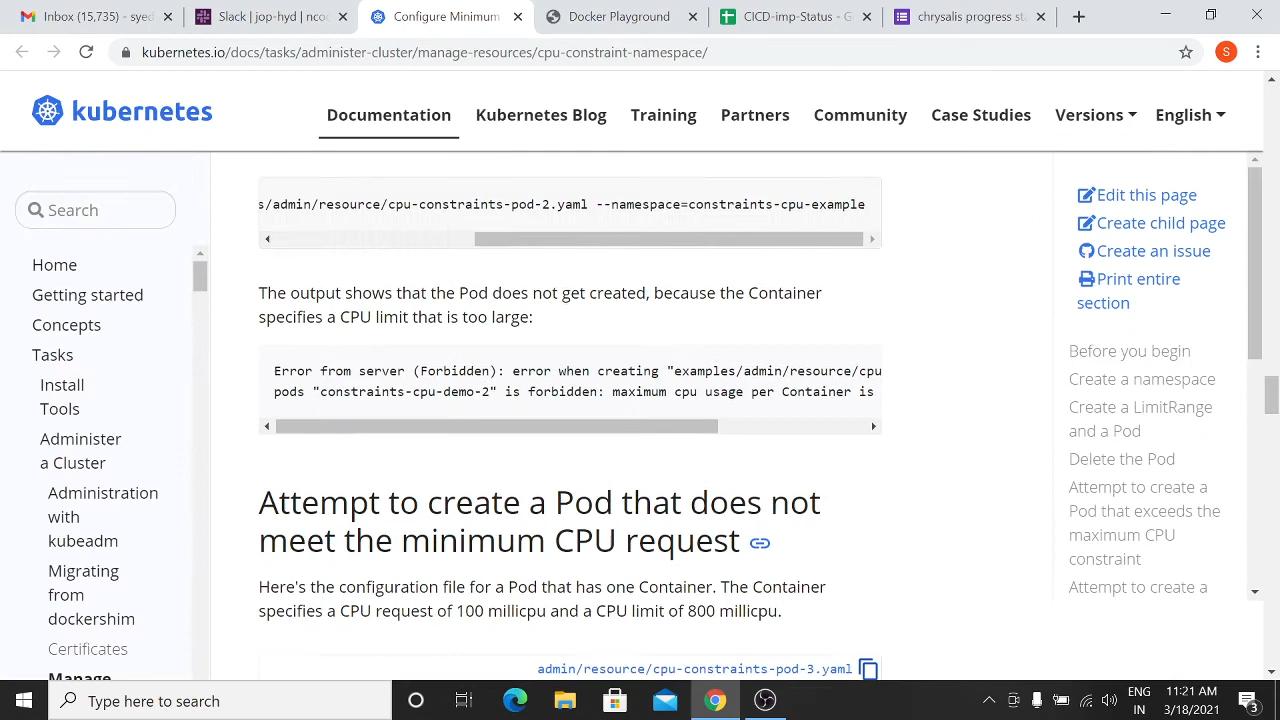 Inbox (15,735) - syed
Slack | jop-hyd | ncod
Configure Minimum
Docker Playground
CICD-imp-Status - G
chrysalis progress sta
kubernetes.io/docs/tasks/administer-cluster/manage-resources/cpu-constraint-namespace/
S
kubernetes
Documentation
Kubernetes Blog
Training
Partners
Community
Case Studies
Versions
English
Search
Home
Getting started
Concepts
Tasks
Install
Tools
Administer
a Cluster
Administration
with
kubeadm
Migrating
from
dockershim
Certificates
Manage
s/admin/resource/cpu-constraints-pod-2.yaml --namespace=constraints-cpu-example
The output shows that the Pod does not get created, because the Container
specifies a CPU limit that is too large:
Error from server (Forbidden): error when creating "examples/admin/resource/cpu
pods "constraints-cpu-demo-2" is forbidden: maximum cpu usage per Container is
Attempt to create a Pod that does not
meet the minimum CPU request
Here's the configuration file for a Pod that has one Container. The Container
specifies a CPU request of 100 millicpu and a CPU limit of 800 millicpu.
admin/resource/cpu-constraints-pod-3.yaml
Edit this page
Create child page
Create an issue
Print entire
section
Before you begin
Create a namespace
Create a LimitRange
and a Pod
Delete the Pod
Attempt to create a
Pod that exceeds the
maximum CPU
constraint
Attempt to create a
Type here to search
ENG
IN
11:21 AM
3/18/2021
3